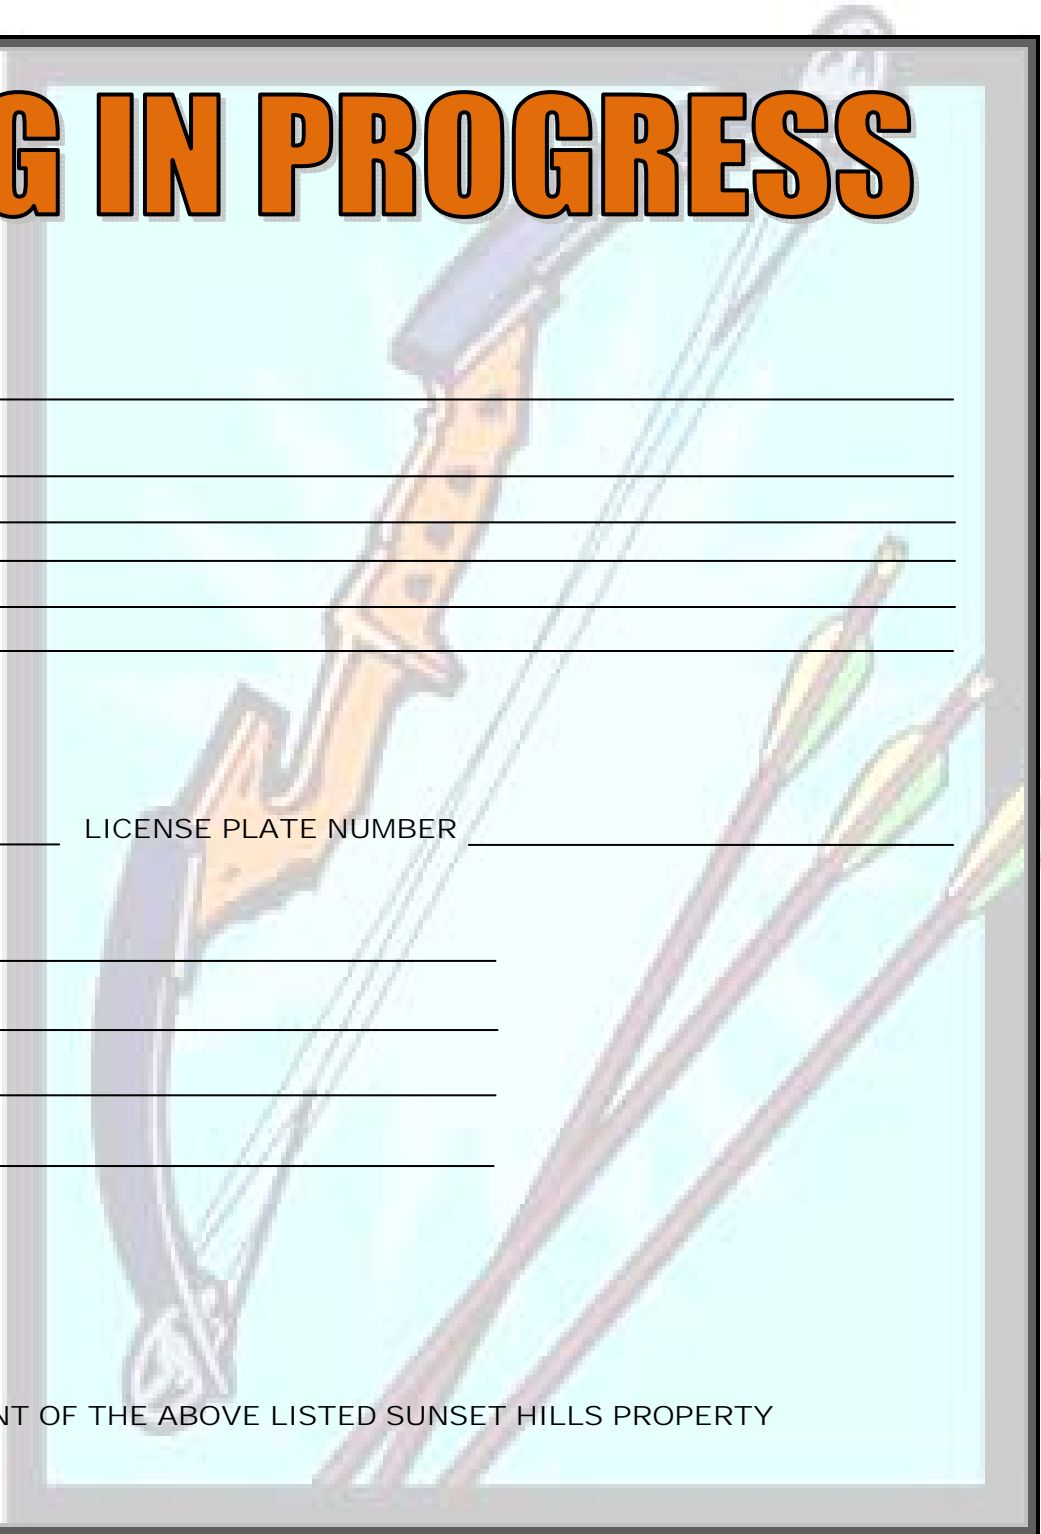 G IN PROGRESS
LICENSE PLATE NUMBER
NT OF THE ABOVE LISTED SUNSET HILLS PROPERTY